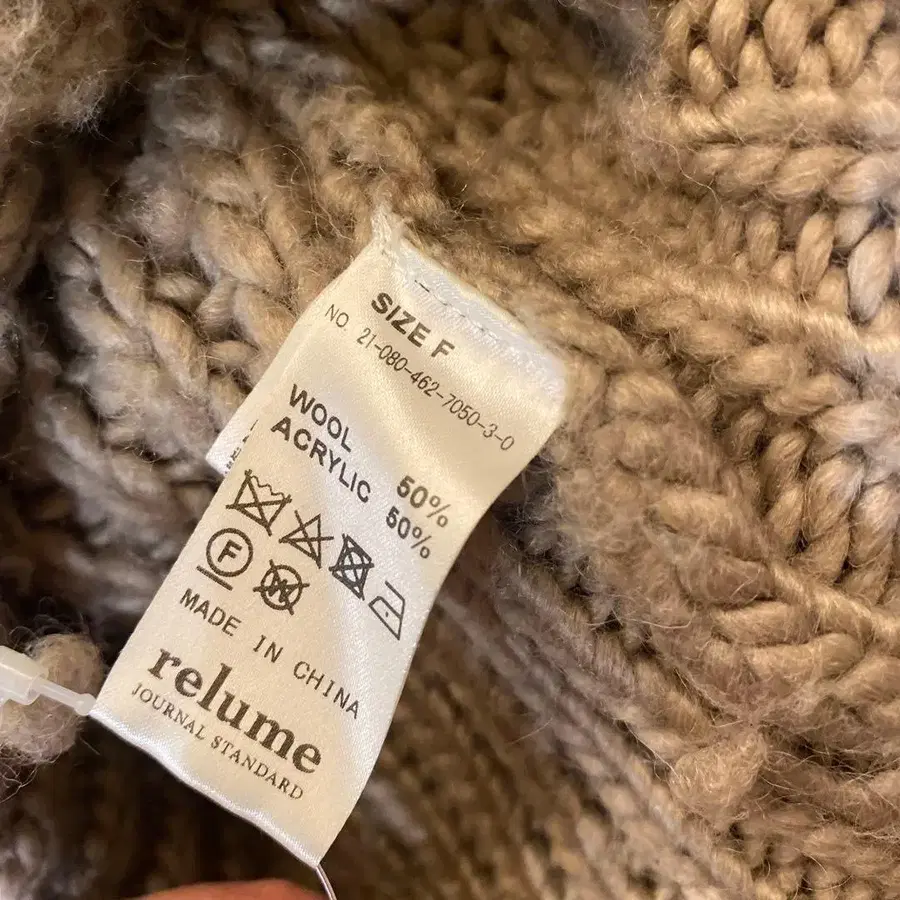 SIZE F
NO. 21-080-462-7050-3-0
WOOL 50%
ACRYLIC 50%
F W
MADE IN CHINA
relume
JOURNAL STANDARD